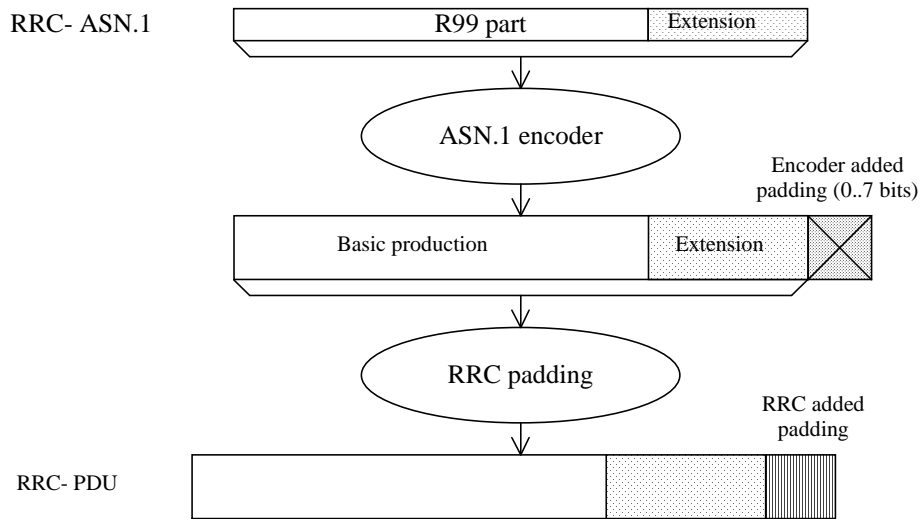 RRC- ASN.1
R99 part
Extension
ASN.1 encoder
Encoder added
padding (0..7 bits)
Basic production
Extension
RRC padding
RRC added
padding
RRC- PDU